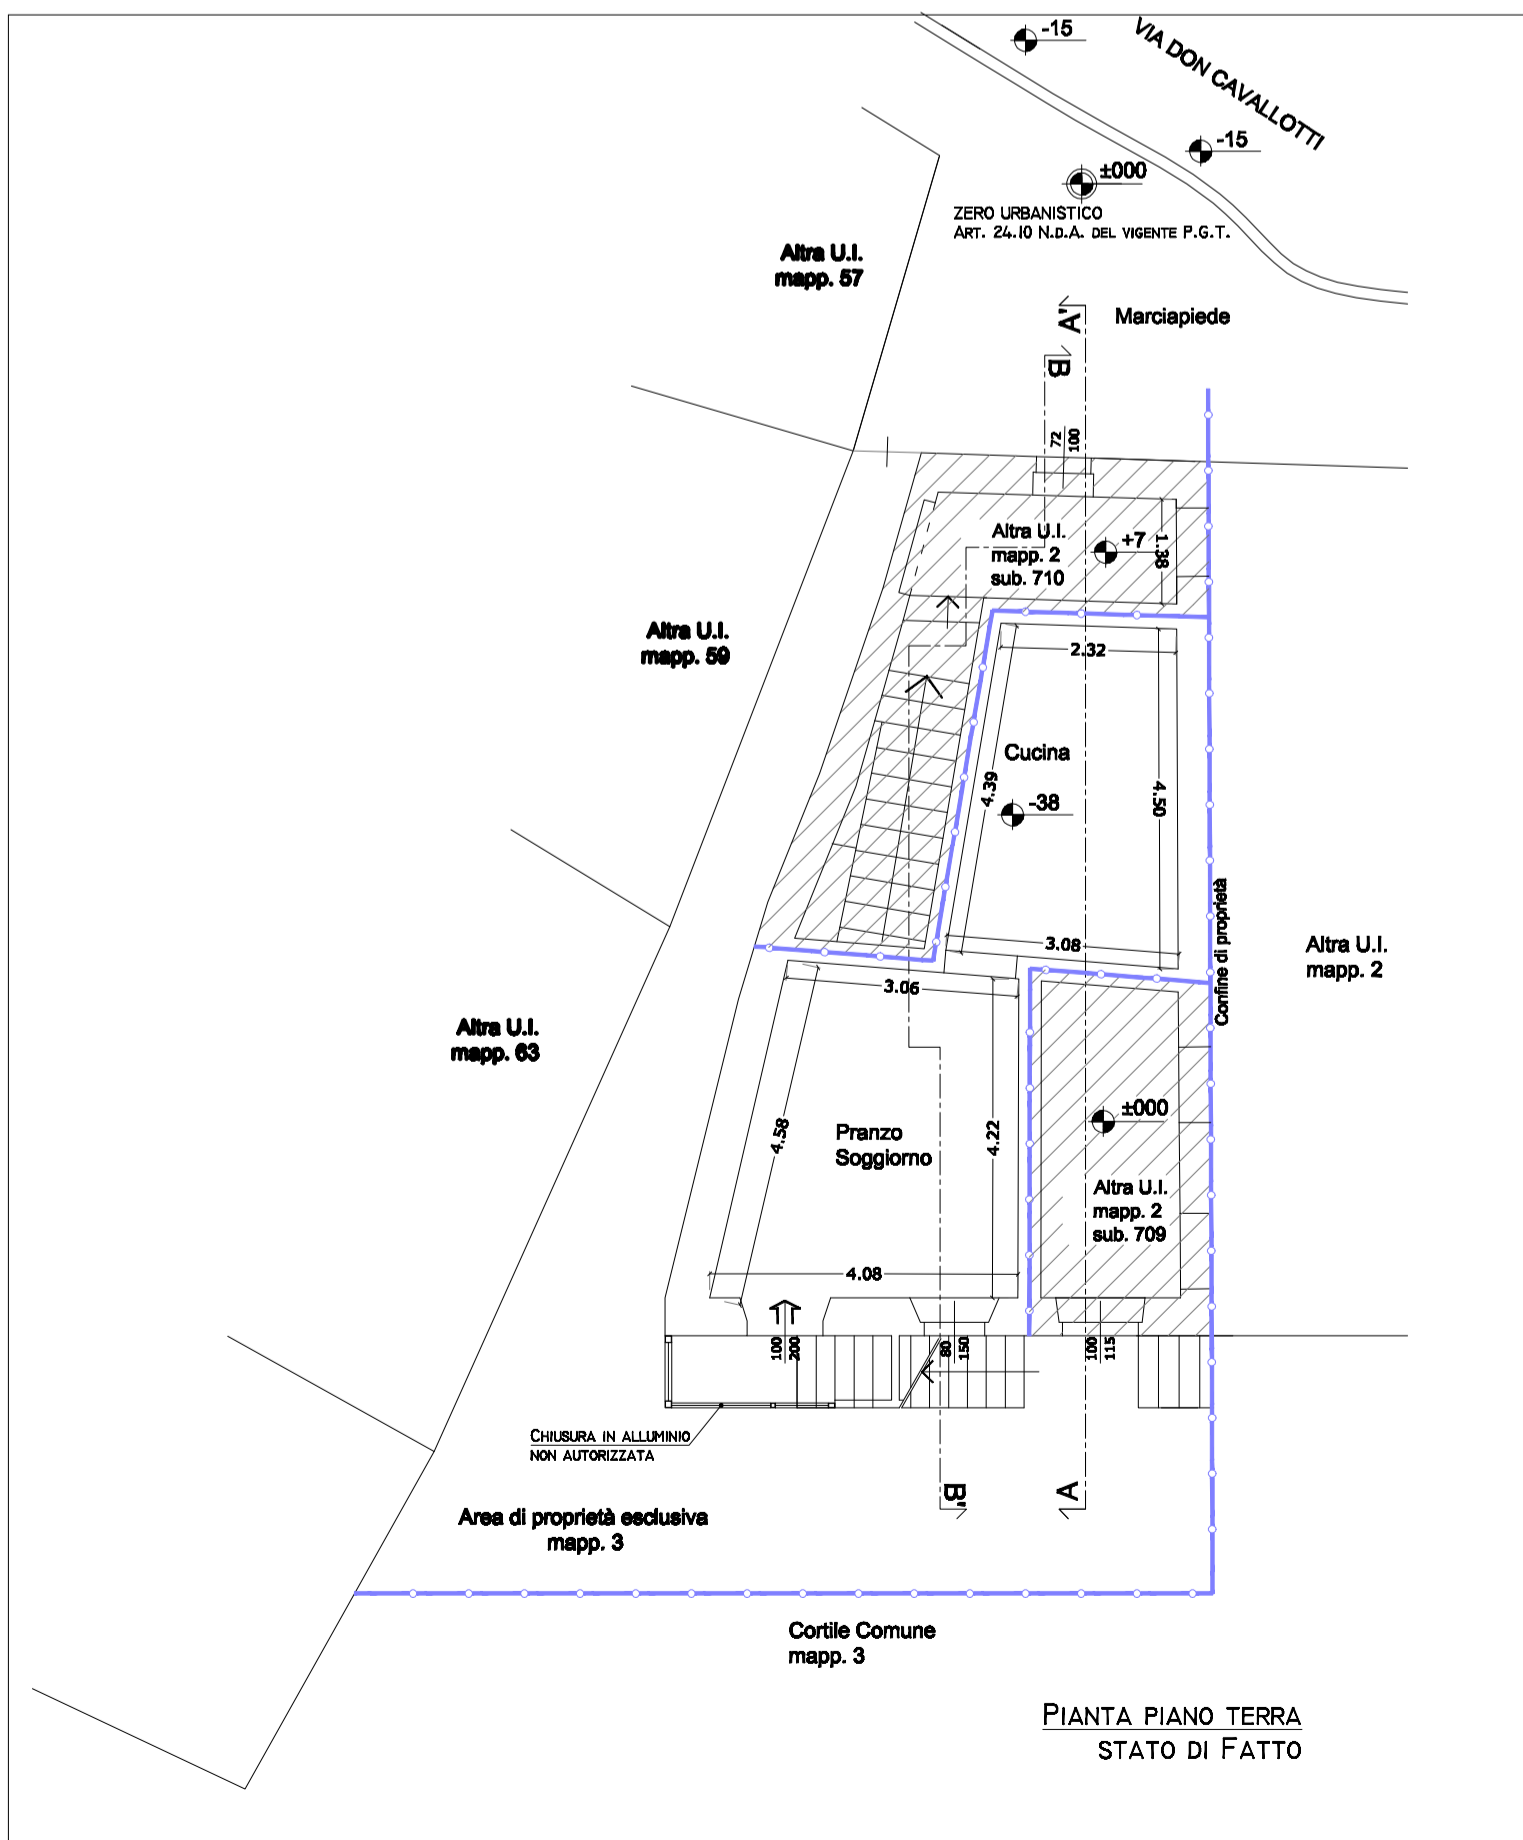 -15
VIA DON CAVALLOTTI
-15
±000
ZERO URBANISTICO
ART. 24.10 N.D.A. DEL VIGENTE P.G.T.
Altra U.I.
mapp. 57
A'
Marciapiede
B
72
100
Altra U.I.
mapp. 2
sub. 710
+7
1.38
Altra U.I.
mapp. 59
2.32
Cucina
4.39
-38
4.50
3.08
Confine di proprietà
Altra U.I.
mapp. 2
3.06
Altra U.I.
mapp. 63
4.58
Pranzo
Soggiorno
4.22
±000
Altra U.I.
mapp. 2
sub. 709
4.08
100
200
80
150
100
115
CHIUSURA IN ALLUMINIO
NON AUTORIZZATA
B'
A
Area di proprietà esclusiva
mapp. 3
Cortile Comune
mapp. 3
PIANTA PIANO TERRA
STATO DI FATTO